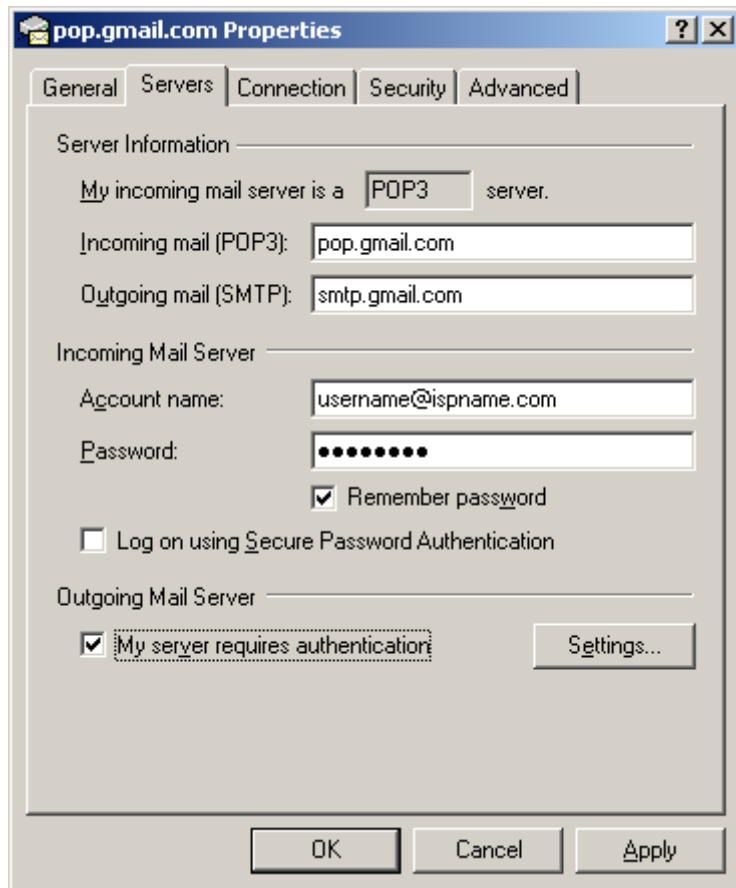 pop.gmail.com Properties
General Servers Connection Security Advanced
Server Information
My incoming mail server is a POP3 server.
Incoming mail (POP3): pop.gmail.com
Outgoing mail (SMTP): smtp.gmail.com
Incoming Mail Server
Account name: username@ispname.com
Password: ●●●●●●●●
Remember password
Log on using Secure Password Authentication
Outgoing Mail Server
My server requires authentication Settings...
OK Cancel Apply